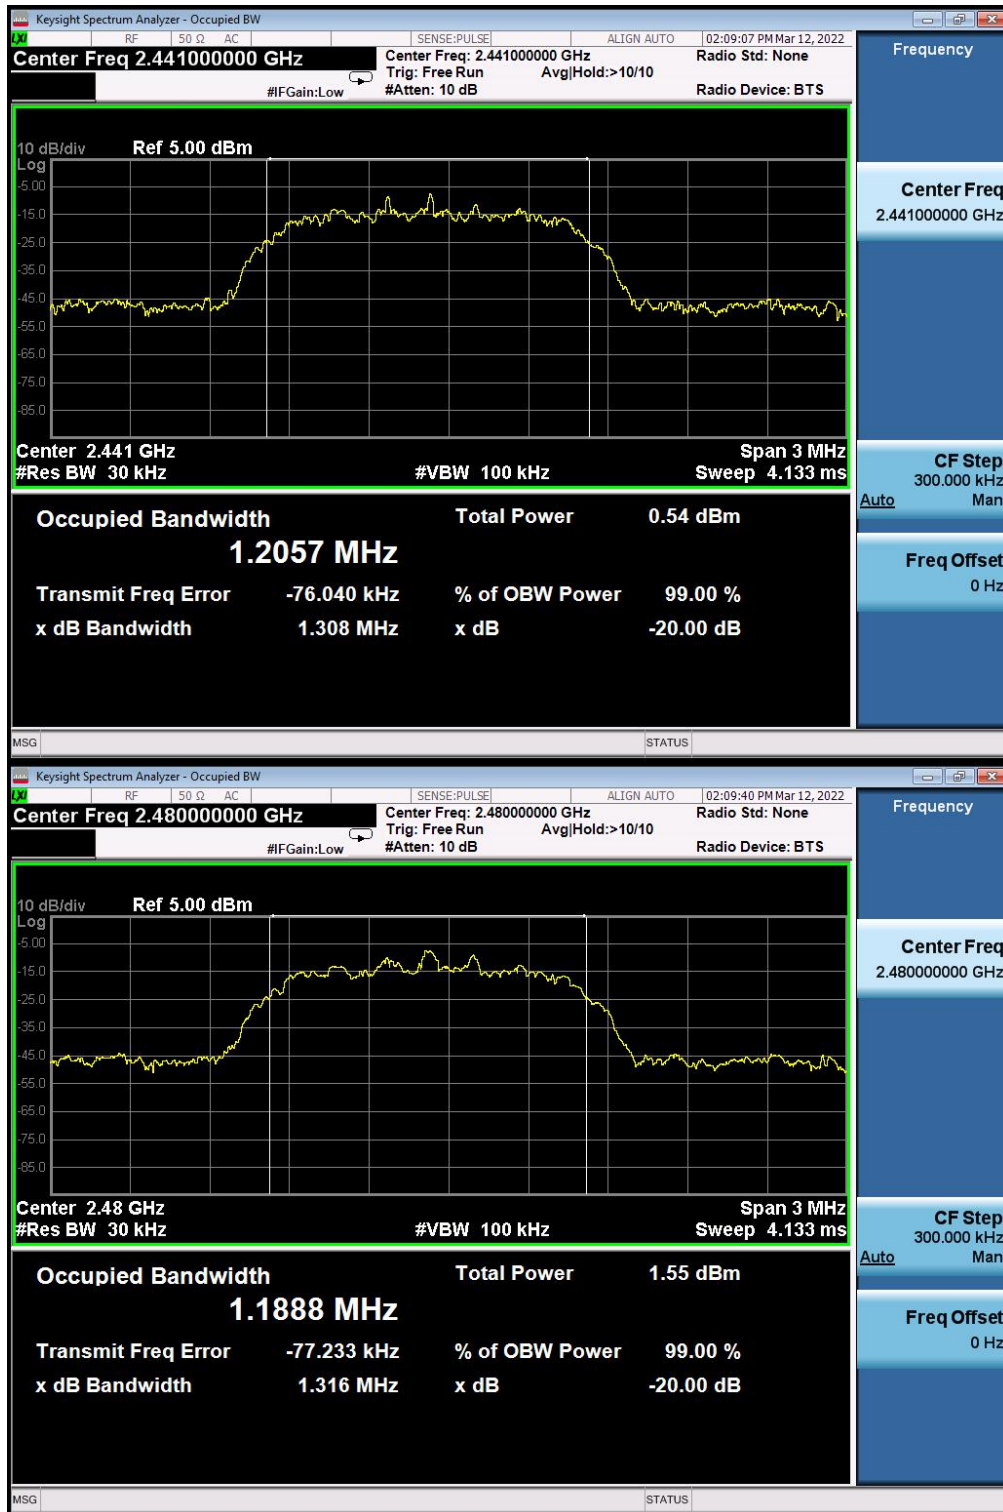 Keysight Spectrum Analyzer - Occupied BW
LXI RF 50 Ω AC SENSE:PULSE ALIGN AUTO 02:09:07 PM Mar 12, 2022
Center Freq 2.441000000 GHz Center Freq: 2.441000000 GHz Radio Std: None
Trig: Free Run Avg|Hold:>10/10
#IFGain:Low #Atten: 10 dB Radio Device: BTS
Frequency
10 dB/div Ref 5.00 dBm
Log
-5.00
-15.0
-25.0
-35.0
-45.0
-55.0
-65.0
-75.0
-85.0
Center 2.441 GHz Span 3 MHz
#Res BW 30 kHz #VBW 100 kHz Sweep 4.133 ms
Occupied Bandwidth Total Power 0.54 dBm
1.2057 MHz
Transmit Freq Error -76.040 kHz % of OBW Power 99.00 %
x dB Bandwidth 1.308 MHz x dB -20.00 dB
Center Freq
2.441000000 GHz
CF Step
300.000 kHz
Auto Man
Freq Offset
0 Hz
MSG STATUS
Keysight Spectrum Analyzer - Occupied BW
LXI RF 50 Ω AC SENSE:PULSE ALIGN AUTO 02:09:40 PM Mar 12, 2022
Center Freq 2.480000000 GHz Center Freq: 2.480000000 GHz Radio Std: None
Trig: Free Run Avg|Hold:>10/10
#IFGain:Low #Atten: 10 dB Radio Device: BTS
Frequency
10 dB/div Ref 5.00 dBm
Log
-5.00
-15.0
-25.0
-35.0
-45.0
-55.0
-65.0
-75.0
-85.0
Center 2.48 GHz Span 3 MHz
#Res BW 30 kHz #VBW 100 kHz Sweep 4.133 ms
Occupied Bandwidth Total Power 1.55 dBm
1.1888 MHz
Transmit Freq Error -77.233 kHz % of OBW Power 99.00 %
x dB Bandwidth 1.316 MHz x dB -20.00 dB
Center Freq
2.480000000 GHz
CF Step
300.000 kHz
Auto Man
Freq Offset
0 Hz
MSG STATUS